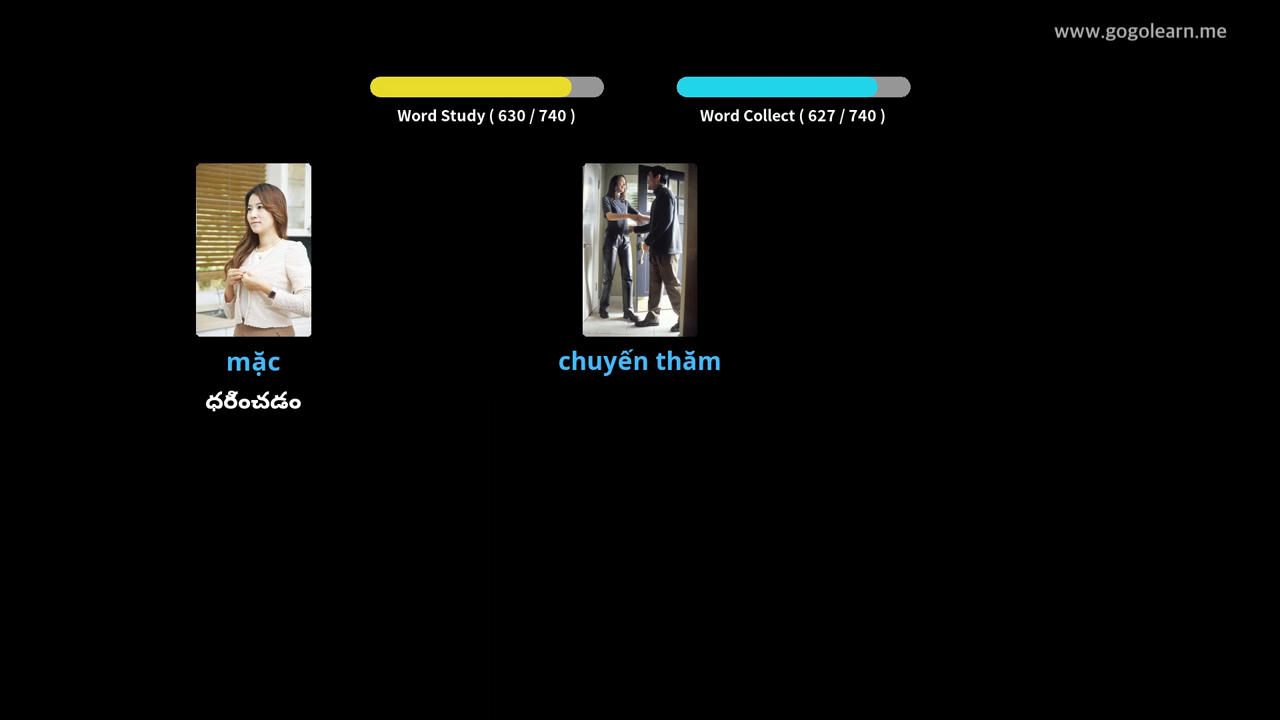 www.gogolearn.me
Word Study ( 630 / 740 )
Word Collect ( 627 / 740 )
mặc
chuyến thăm
ధరించడం